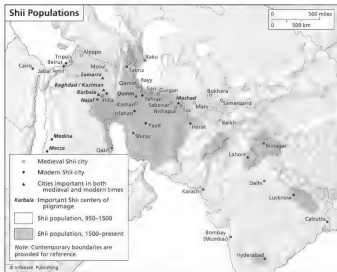 Shii Populations
0 500 miles
0 500 km
Aleppo
Tripoli
Beirut
Cairo
Jabal Amil
Mosul
Tabriz
Baku
Samarra
Qazvin
Rayy
Baghdad / Kaziman
Sari
Gurgan
Bukhara
Karbala
Qumm
Tehran
Mashad
Samarqand
Najaf
Hilla
Kashan
Sabzevar
Tus
Marv
Nishapur
Balkh
Isfahan
Herat
Yazd
Shiraz
Srinagar
Medina
Lahore
Mecca
Qatif
Delhi
Karachi
Lucknow
Calcutta
Bombay
(Mumbai)
Hyderabad
Medieval Shii city
Modern Shii city
Cities important in both
medieval and modern times
Karbala Important Shii centers of
pilgrimage
Shii population, 950–1500
Shii population, 1500–present
Note: Contemporary boundaries are
provided for reference.
© Infobase Publishing